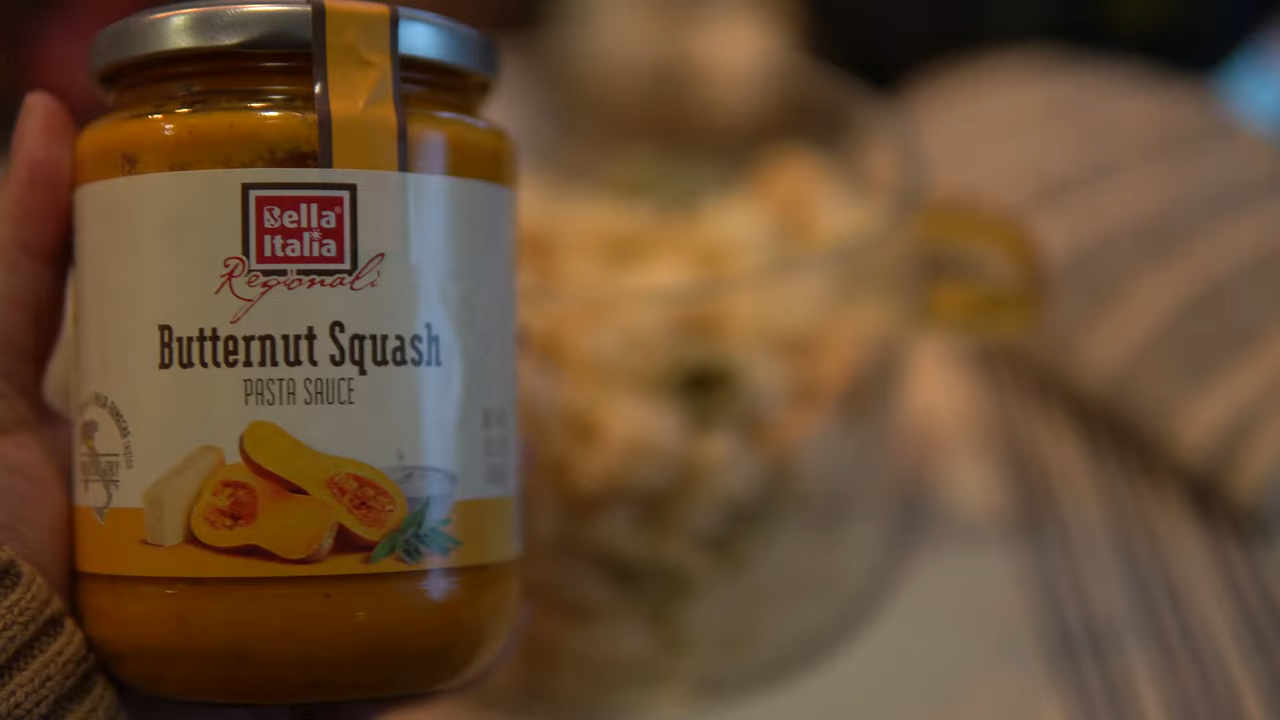 Bella
Italia
Regionali
Butternut Squash
PASTA SAUCE